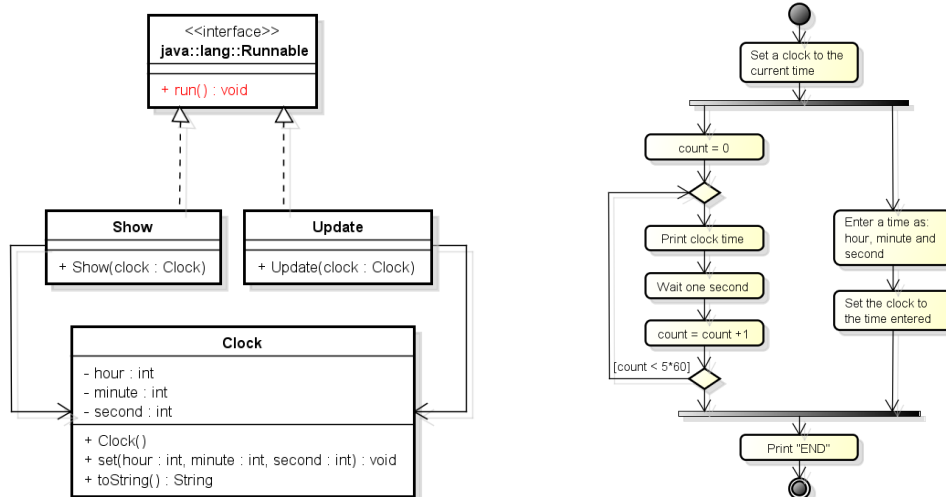 <<interface>>
java::lang::Runnable
+ run() : void
Show
+ Show(clock : Clock)
Update
+ Update(clock : Clock)
Clock
- hour : int
- minute : int
- second : int
+ Clock()
+ set(hour : int, minute : int, second : int) : void
+ toString() : String
Set a clock to the
current time
count = 0
Print clock time
Wait one second
count = count +1
[count < 5*60]
Enter a time as:
hour, minute and
second
Set the clock to
the time entered
Print "END"